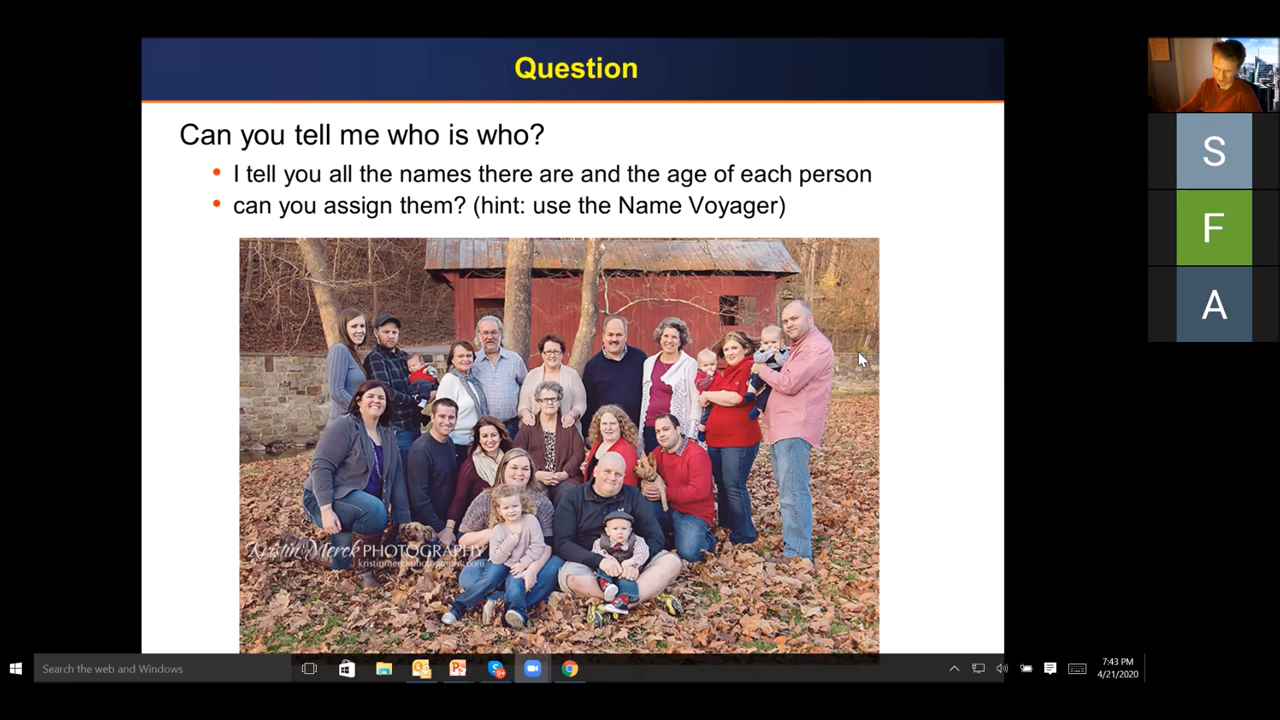 Question
Can you tell me who is who?
• I tell you all the names there are and the age of each person
• can you assign them? (hint: use the Name Voyager)
Kristin Merck PHOTOGRAPHY
kristinmerckphotography.com
S
F
A
Search the web and Windows
7:43 PM
4/21/2020